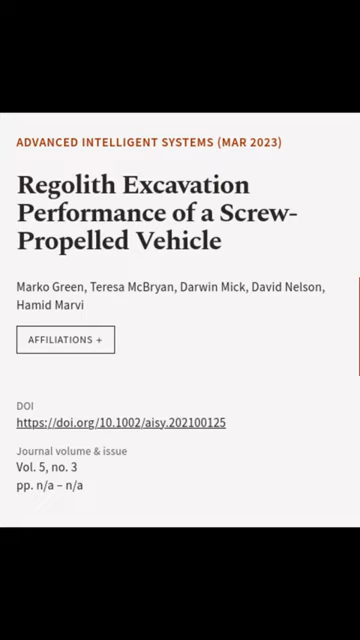 ADVANCED INTELLIGENT SYSTEMS (MAR 2023)
Regolith Excavation
Performance of a Screw-
Propelled Vehicle
Marko Green, Teresa McBryan, Darwin Mick, David Nelson,
Hamid Marvi
AFFILIATIONS +
DOI
https://doi.org/10.1002/aisy.202100125
Journal volume & issue
Vol. 5, no. 3
pp. n/a – n/a